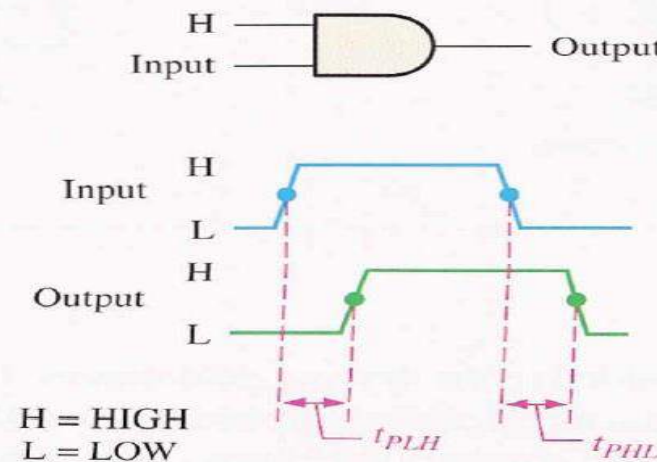 H
Input
Output
H
Input
L
H
Output
L
H = HIGH
L = LOW
tPLH
tPHL